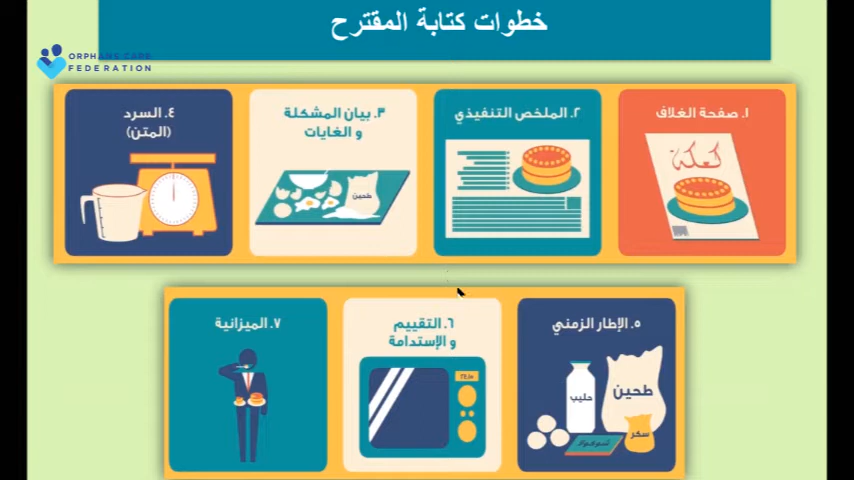 خطوات كتابة المقترح
ORPHANS CARE
FEDERATION
١. صفحة الغلاف
كعكة
٢. الملخص التنفيذي
٣. بيان المشكلة
و الغايات
طحين
٤. السرد
(المتن)
٥. الإطار الزمني
طحين
حليب
سكر
٦. التقييم
و الإستدامة
٧. الميزانية